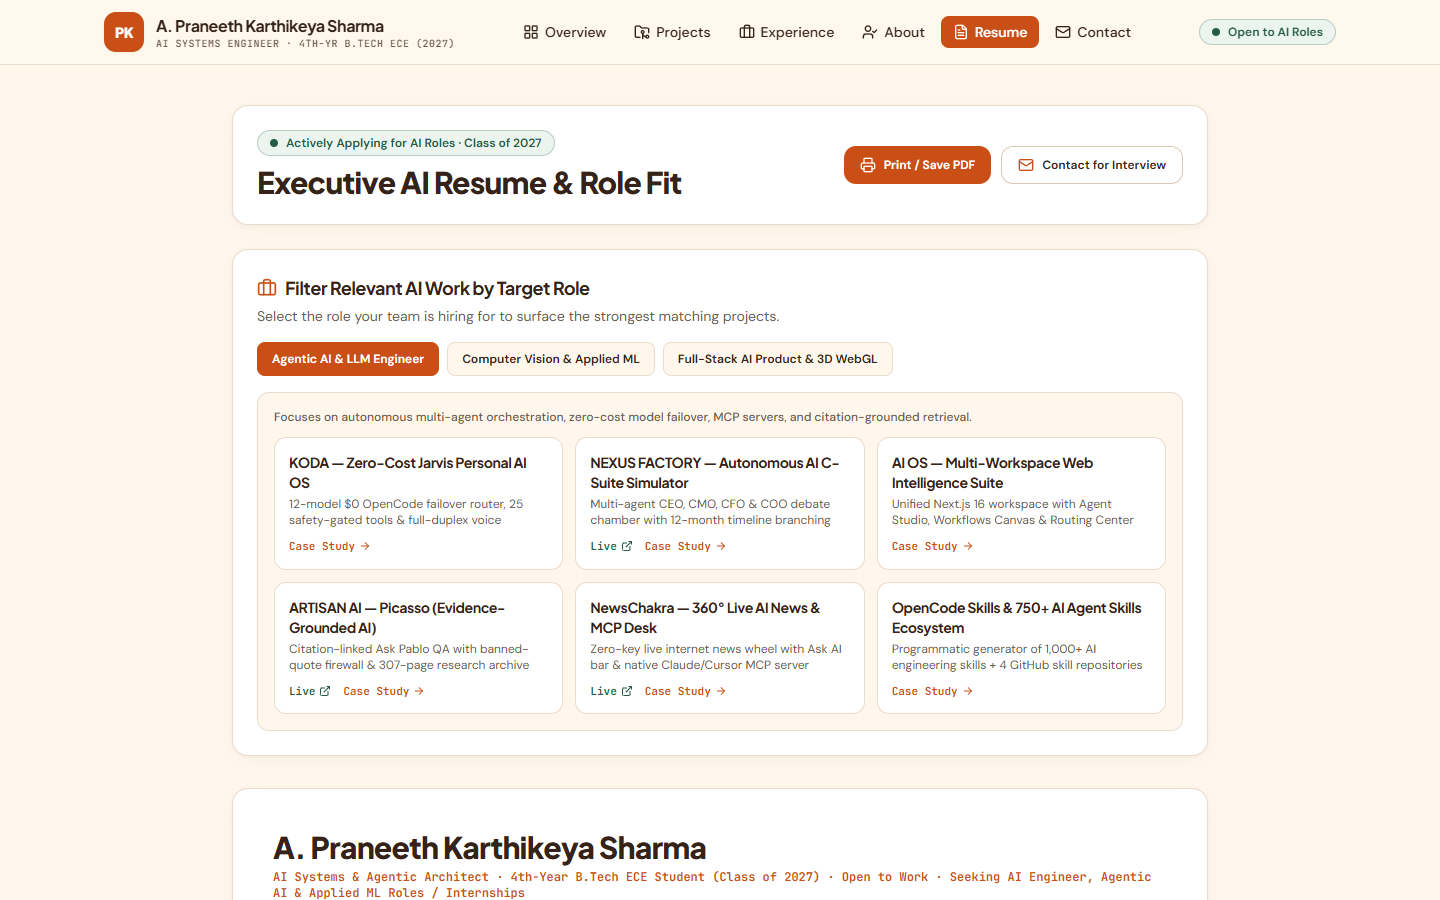 PK
A. Praneeth Karthikeya Sharma
AI SYSTEMS ENGINEER · 4TH-YR B.TECH ECE (2027)
Overview
Projects
Experience
About
Resume
Contact
Open to AI Roles
Actively Applying for AI Roles · Class of 2027
Executive AI Resume & Role Fit
Print / Save PDF
Contact for Interview
Filter Relevant AI Work by Target Role
Select the role your team is hiring for to surface the strongest matching projects.
Agentic AI & LLM Engineer
Computer Vision & Applied ML
Full-Stack AI Product & 3D WebGL
Focuses on autonomous multi-agent orchestration, zero-cost model failover, MCP servers, and citation-grounded retrieval.
KODA — Zero-Cost Jarvis Personal AI
OS
12-model $0 OpenCode failover router, 25
safety-gated tools & full-duplex voice
Case Study →
NEXUS FACTORY — Autonomous AI C-
Suite Simulator
Multi-agent CEO, CMO, CFO & COO debate
chamber with 12-month timeline branching
Live Case Study →
AI OS — Multi-Workspace Web
Intelligence Suite
Unified Next.js 16 workspace with Agent
Studio, Workflows Canvas & Routing Center
Case Study →
ARTISAN AI — Picasso (Evidence-
Grounded AI)
Citation-linked Ask Pablo QA with banned-
quote firewall & 307-page research archive
Live Case Study →
NewsChakra — 360° Live AI News &
MCP Desk
Zero-key live internet news wheel with Ask AI
bar & native Claude/Cursor MCP server
Live Case Study →
OpenCode Skills & 750+ AI Agent Skills
Ecosystem
Programmatic generator of 1,000+ AI
engineering skills + 4 GitHub skill repositories
Case Study →
A. Praneeth Karthikeya Sharma
AI Systems & Agentic Architect · 4th-Year B.Tech ECE Student (Class of 2027) · Open to Work · Seeking AI Engineer, Agentic
AI & Applied ML Roles / Internships